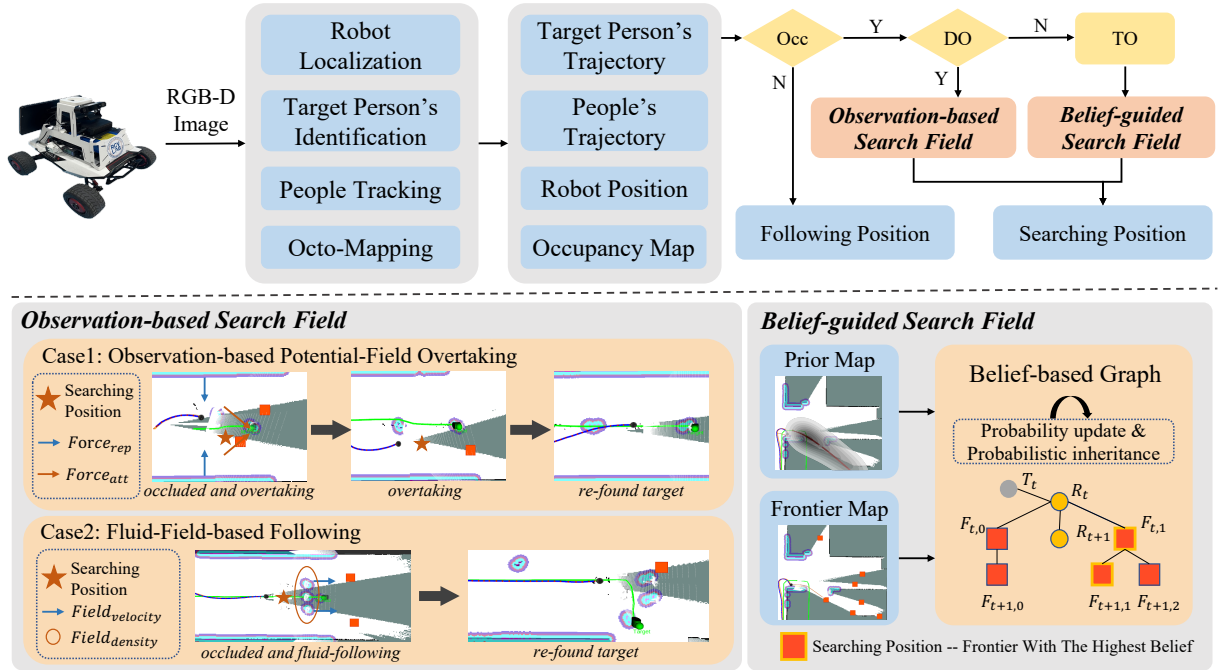 RGB-D
Image
Robot
Localization
Target Person's
Identification
People Tracking
Octo-Mapping
Target Person's
Trajectory
People's
Trajectory
Robot Position
Occupancy Map
Occ
Y
DO
N
TO
N
Y
Observation-based
Search Field
Belief-guided
Search Field
Following Position
Searching Position
Observation-based Search Field
Case1: Observation-based Potential-Field Overtaking
Searching
Position
Force_rep
Force_att
occluded and overtaking
overtaking
re-found target
Case2: Fluid-Field-based Following
Searching
Position
Field_velocity
Field_density
occluded and fluid-following
re-found target
Belief-guided Search Field
Prior Map
Frontier Map
Belief-based Graph
Probability update &
Probabilistic inheritance
T_t
R_t
F_t,0
R_t+1
F_t,1
F_t+1,0
F_t+1,1
F_t+1,2
Searching Position -- Frontier With The Highest Belief